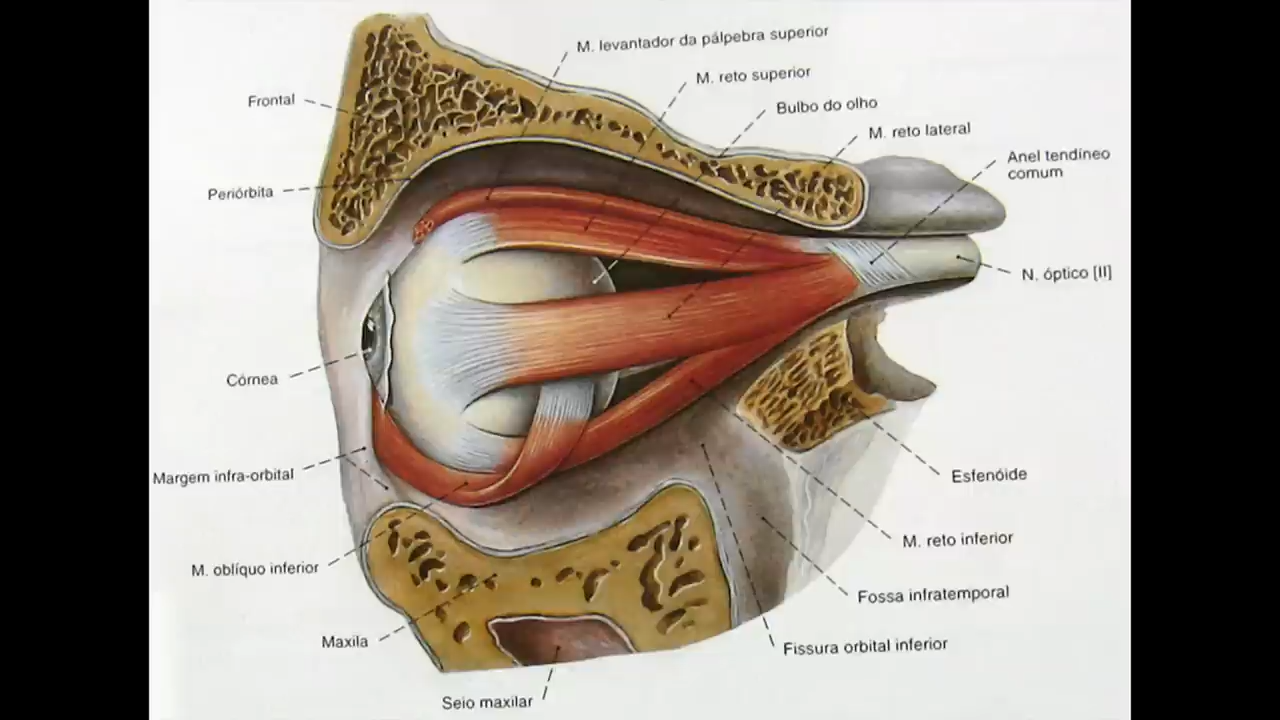 M. levantador da pálpebra superior
M. reto superior
Frontal
Bulbo do olho
M. reto lateral
Anel tendíneo
comum
Periórbita
N. óptico [II]
Córnea
Margem infra-orbital
Esfenóide
M. reto inferior
M. oblíquo inferior
Fossa infratemporal
Maxila
Fissura orbital inferior
Seio maxilar